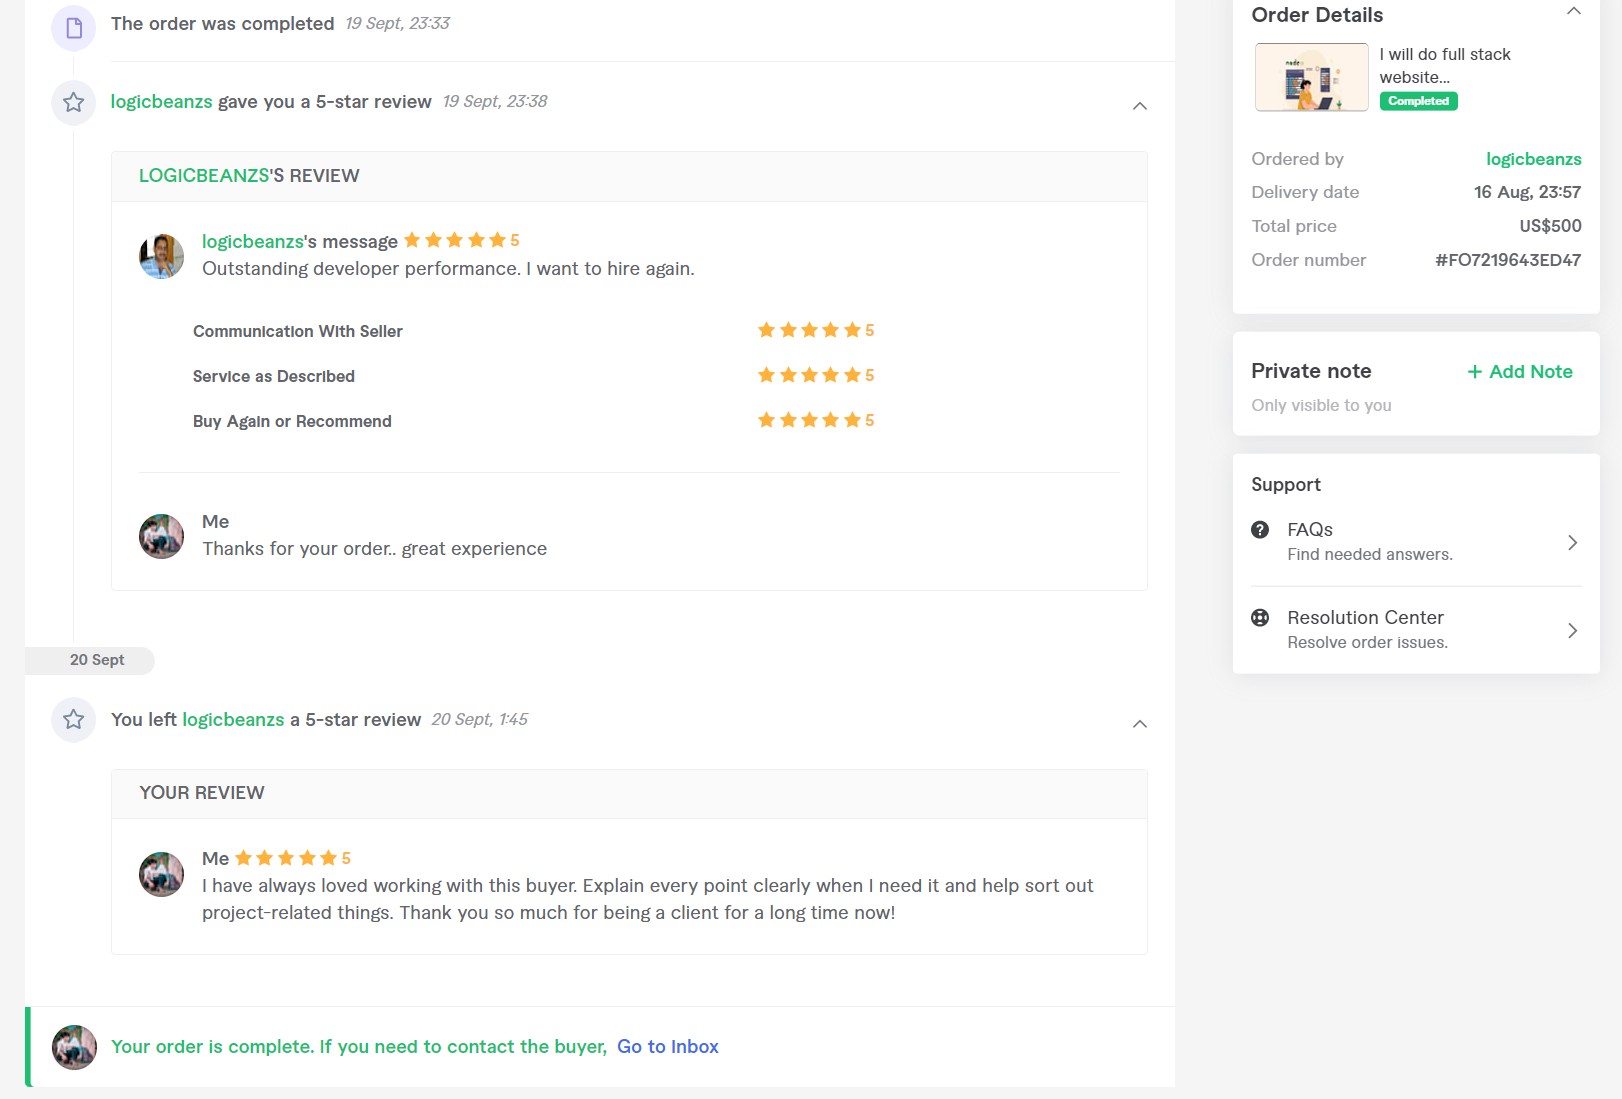 The order was completed 19 Sept, 23:33
logicbeanzs gave you a 5-star review 19 Sept, 23:38
LOGICBEANZS'S REVIEW
logicbeanzs's message 5
Outstanding developer performance. I want to hire again.
Communication With Seller 5
Service as Described 5
Buy Again or Recommend 5
Me
Thanks for your order.. great experience
20 Sept
You left logicbeanzs a 5-star review 20 Sept, 1:45
YOUR REVIEW
Me 5
I have always loved working with this buyer. Explain every point clearly when I need it and help sort out
project-related things. Thank you so much for being a client for a long time now!
Your order is complete. If you need to contact the buyer, Go to Inbox
Order Details
I will do full stack
website...
Completed
Ordered by logicbeanzs
Delivery date 16 Aug, 23:57
Total price US$500
Order number #FO7219643ED47
Private note + Add Note
Only visible to you
Support
FAQs
Find needed answers.
Resolution Center
Resolve order issues.